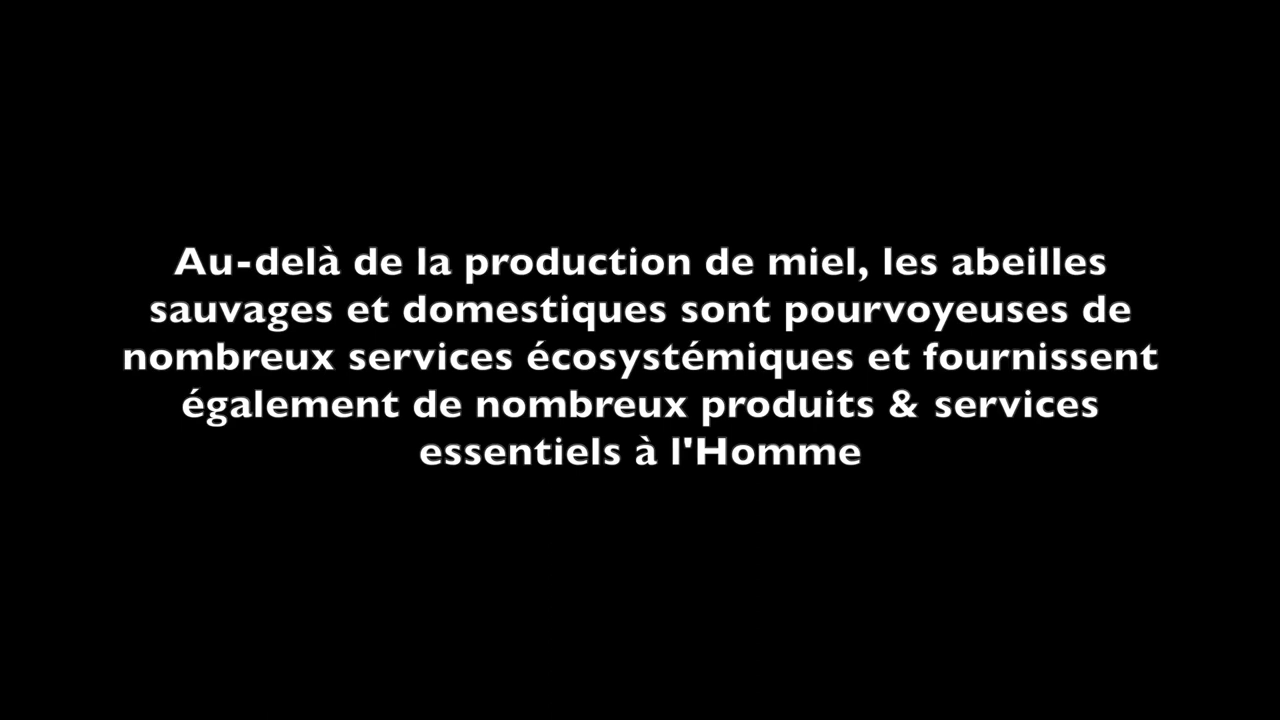 Au-delà de la production de miel, les abeilles
sauvages et domestiques sont pourvoyeuses de
nombreux services écosystémiques et fournissent
également de nombreux produits & services
essentiels à l'Homme